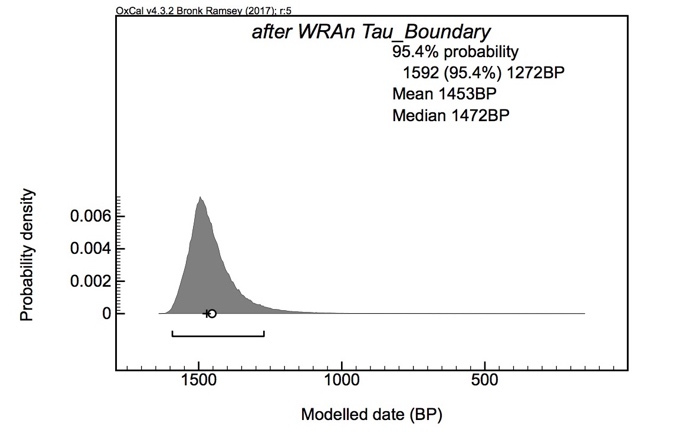 OxCal v4.3.2 Bronk Ramsey (2017); r:5
after WRAn Tau_Boundary
95.4% probability
1592 (95.4%) 1272BP
Mean 1453BP
Median 1472BP
Probability density
0.006
0.004
0.002
0
1500 1000 500
Modelled date (BP)